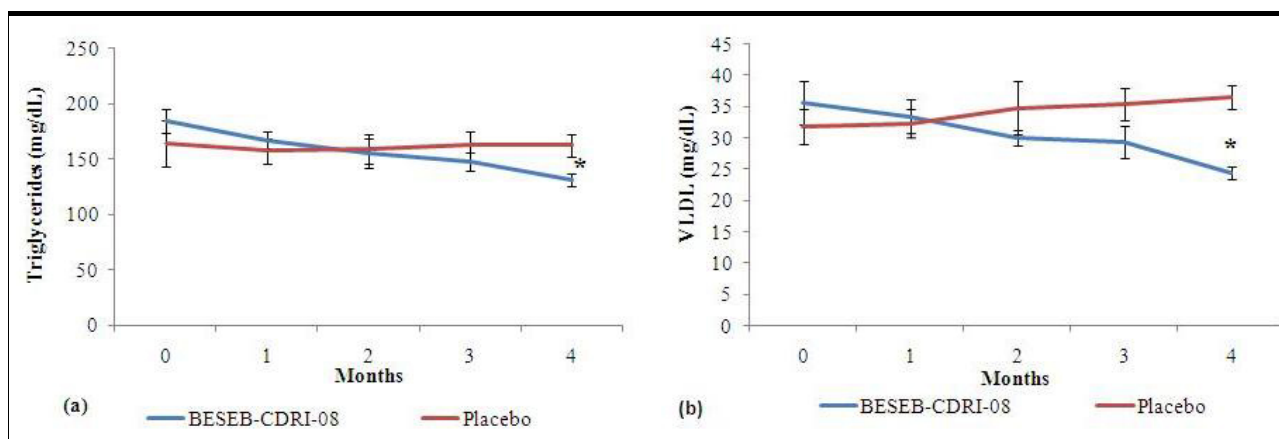 250
200
150
100
50
0
Triglycerides (mg/dL)
*
0 1 2 3 4
Months
(a)
BESEB-CDRI-08 Placebo
45
40
35
30
25
20
15
10
5
0
VLDL (mg/dL)
*
0 1 2 3 4
Months
(b)
BESEB-CDRI-08 Placebo